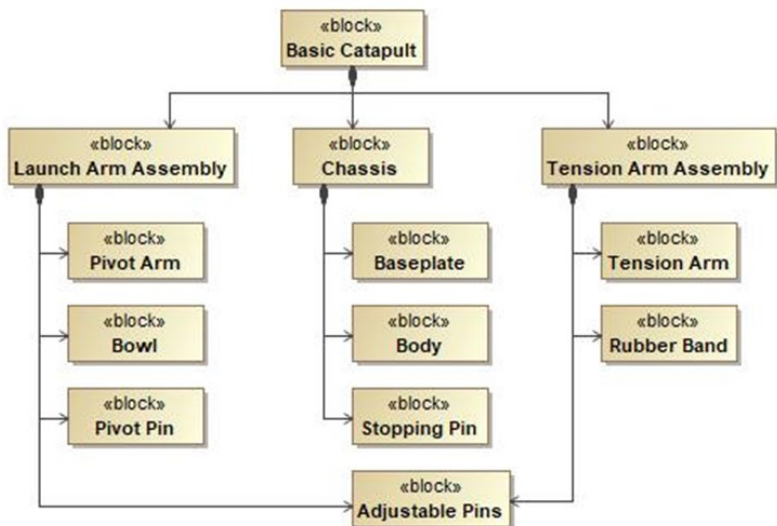 «block»
Basic Catapult
«block»
Launch Arm Assembly
«block»
Chassis
«block»
Tension Arm Assembly
«block»
Pivot Arm
«block»
Baseplate
«block»
Tension Arm
«block»
Bowl
«block»
Body
«block»
Rubber Band
«block»
Pivot Pin
«block»
Stopping Pin
«block»
Adjustable Pins